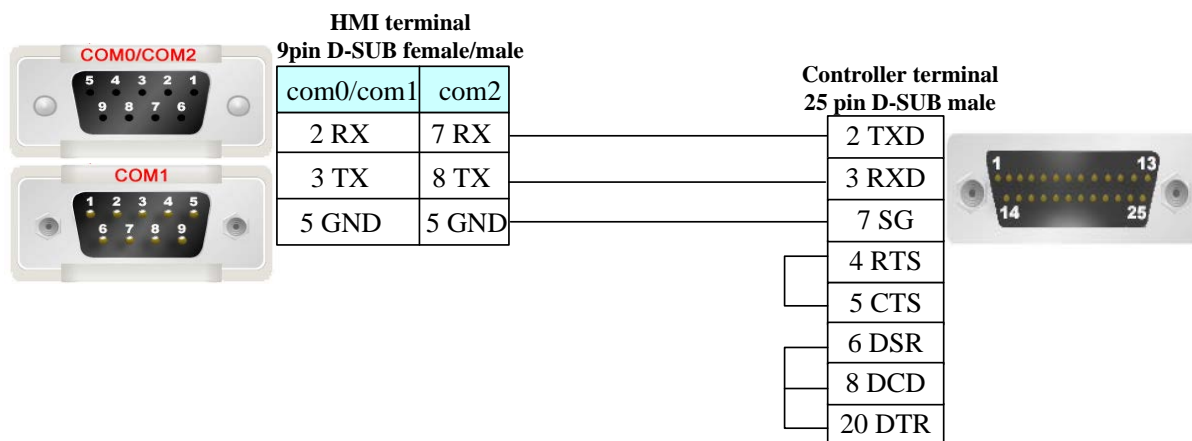 HMI terminal
9pin D-SUB female/male
COM0/COM2
5 4 3 2 1
9 8 7 6
COM1
1 2 3 4 5
6 7 8 9
com0/com1 com2
2 RX 7 RX
3 TX 8 TX
5 GND 5 GND
Controller terminal
25 pin D-SUB male
2 TXD
3 RXD
7 SG
4 RTS
5 CTS
6 DSR
8 DCD
20 DTR
1 13
14 25